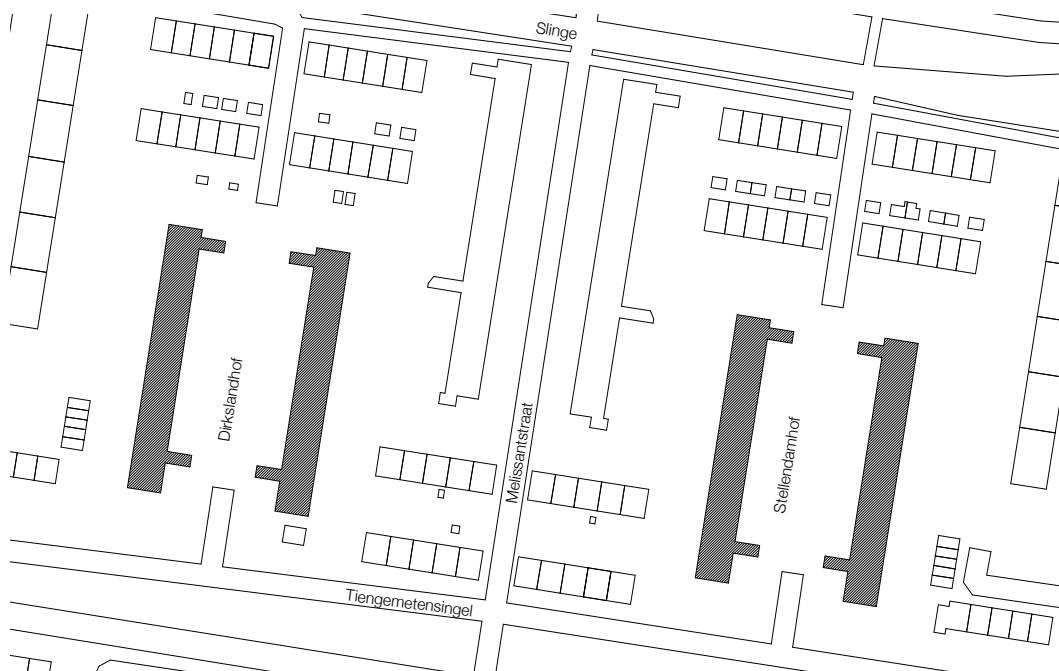 Slinge
Dirkslandhof
Melissantstraat
Stellendamhof
Tiengemetensingel